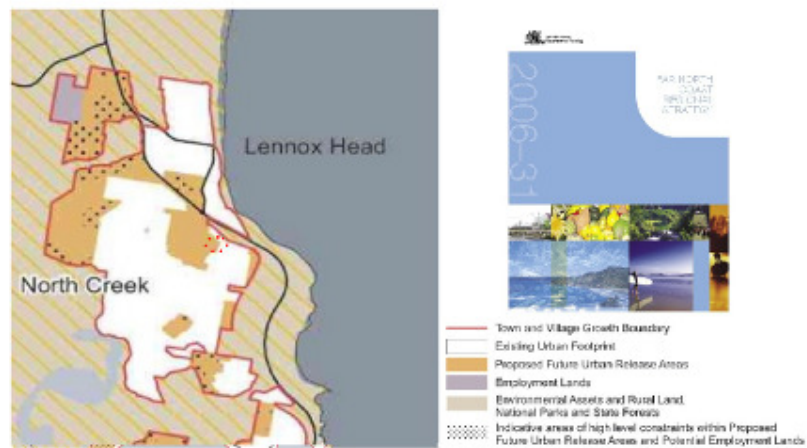 Lennox Head
North Creek
2006-31
FAR NORTH
COAST
REGIONAL
STRATEGY
Town and Village Growth Boundary
Existing Urban Footprint
Proposed Future Urban Release Areas
Employment Lands
Environmental Assets and Rural Land,
National Parks and State Forests
Indicative areas of high level constraints within Proposed
Future Urban Release Areas and Potential Employment Lands